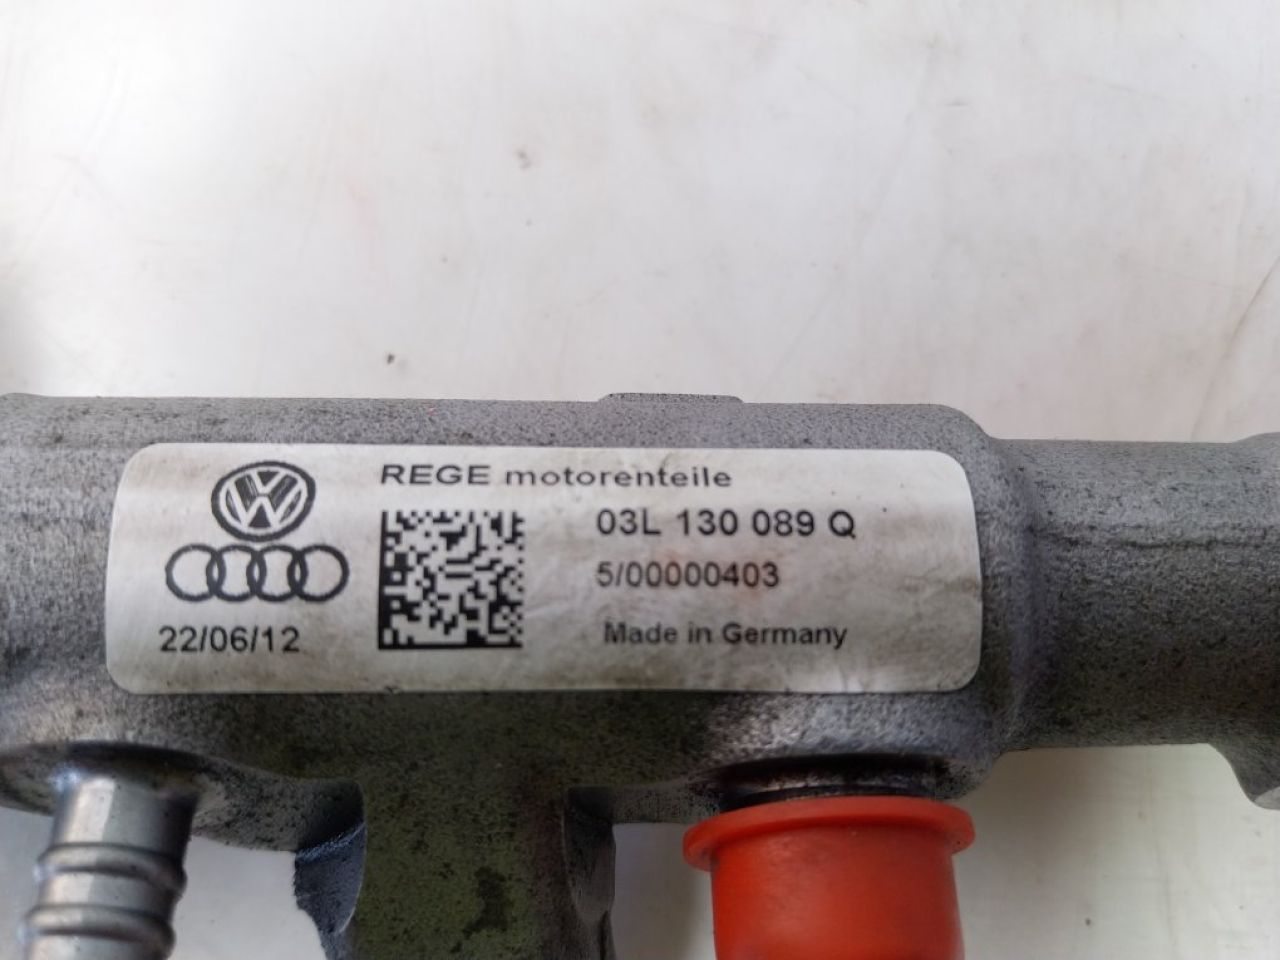 REGE motorenteile
03L 130 089 Q
5/00000403
22/06/12
Made in Germany